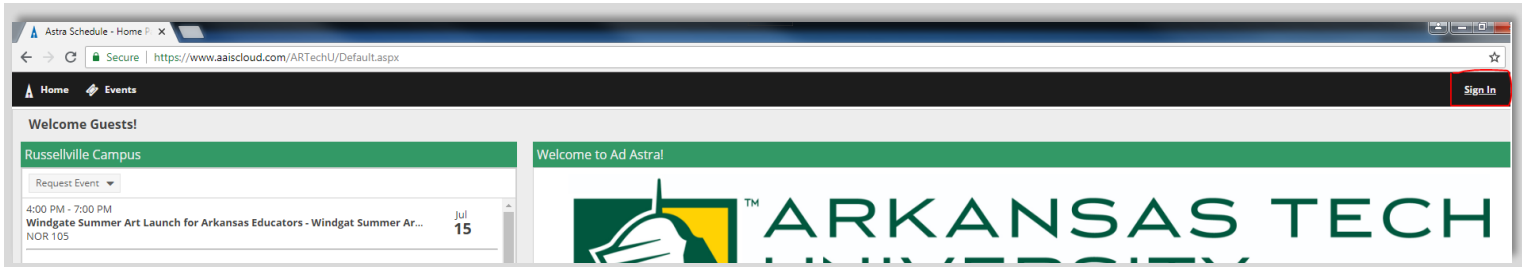 Astra Schedule - Home P
Secure | https://www.aaiscloud.com/ARTechU/Default.aspx
Home Events Sign In
Welcome Guests!
Russellville Campus
Welcome to Ad Astra!
Request Event
4:00 PM - 7:00 PM
Windgate Summer Art Launch for Arkansas Educators - Windgat Summer Ar...
NOR 105
Jul
15
™ ARKANSAS TECH
UNIVERSITY